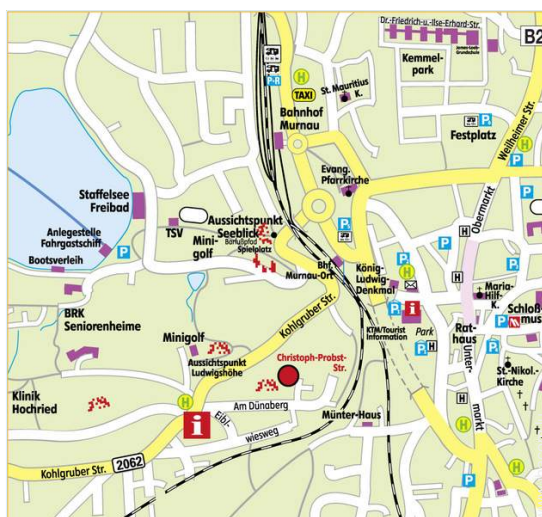 Dr.-Friedrich-u.-Ilse-Erhard-Str.
B2
Kemmel-
park
H
P+R
TAXI
St. Mauritius
K.
Bahnhof
Murnau
P
Festplatz
H
Weilheimer Str.
Evang.
Pfarrkirche
P
Staffelsee
Freibad
TSV
Aussichtspunkt
Seeblick
Barfußpfad
Spielplatz
Mini-
golf
Anlegestelle
Fahrgastschiff
P
Bootsverleih
P
H
Obermarkt
P
H
P
Bhf.
Murnau-Ort
König-
Ludwig-
Denkmal
H
P
H
Maria-
Hilf-
K.
i
P
Schloß-
mus
KTM/Tourist
Information
Park
P
Rat-
haus
Unter-
markt
P
BRK
Seniorenheime
Kohlgruber Str.
Minigolf
Aussichtspunkt
Ludwigshöhe
Christoph-Probst-
Str.
St.-Nikol.-
Kirche
Klinik
Hochried
H
i
Am Dünaberg
Eibl-
wiesweg
Münter-Haus
H
H
P
Kohlgruber Str.
2062
H
P